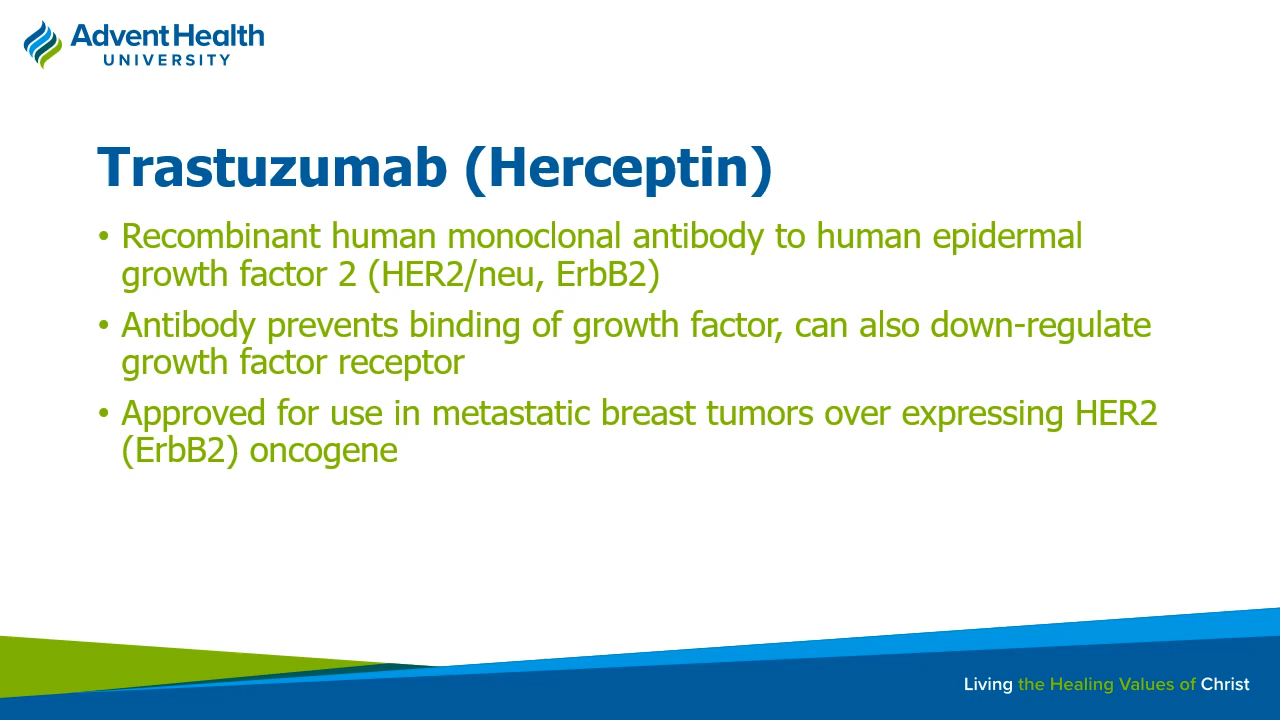 AdventHealth
UNIVERSITY
Trastuzumab (Herceptin)
• Recombinant human monoclonal antibody to human epidermal
growth factor 2 (HER2/neu, ErbB2)
• Antibody prevents binding of growth factor, can also down-regulate
growth factor receptor
• Approved for use in metastatic breast tumors over expressing HER2
(ErbB2) oncogene
Living the Healing Values of Christ